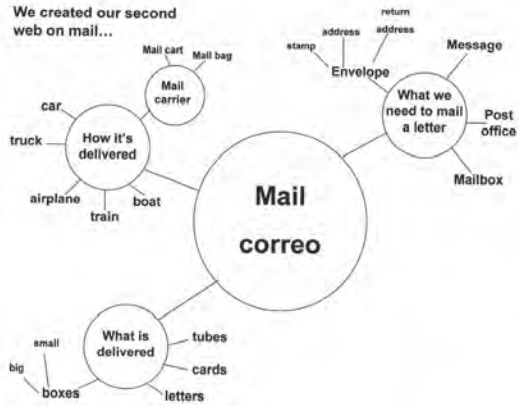 We created our second
web on mail...
Mail cart
Mail bag
Mail
carrier
car
truck
How it's
delivered
airplane
train
boat
return
address
address
stamp
Envelope
Message
What we
need to mail
a letter
Post
office
Mailbox
Mail
correo
What is
delivered
tubes
cards
letters
small
big
boxes